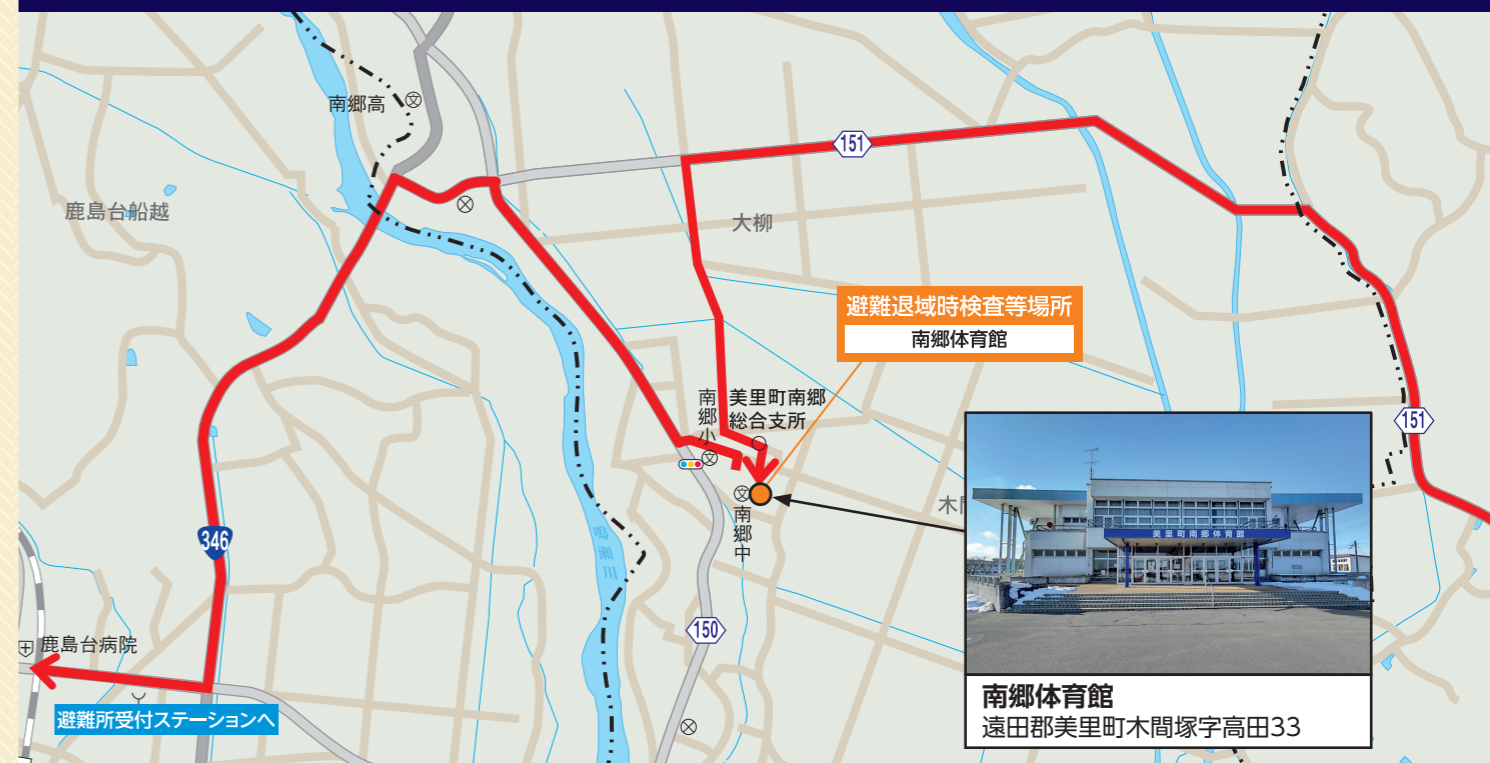 南郷高
151
鹿島台船越
大柳
避難退域時検査等場所
南郷体育館
南郷小
美里町南郷
総合支所
151
346
南郷中
木間
鳴瀬川
美里町南郷体育館
150
鹿島台病院
避難所受付ステーションへ
南郷体育館
遠田郡美里町木間塚字高田33